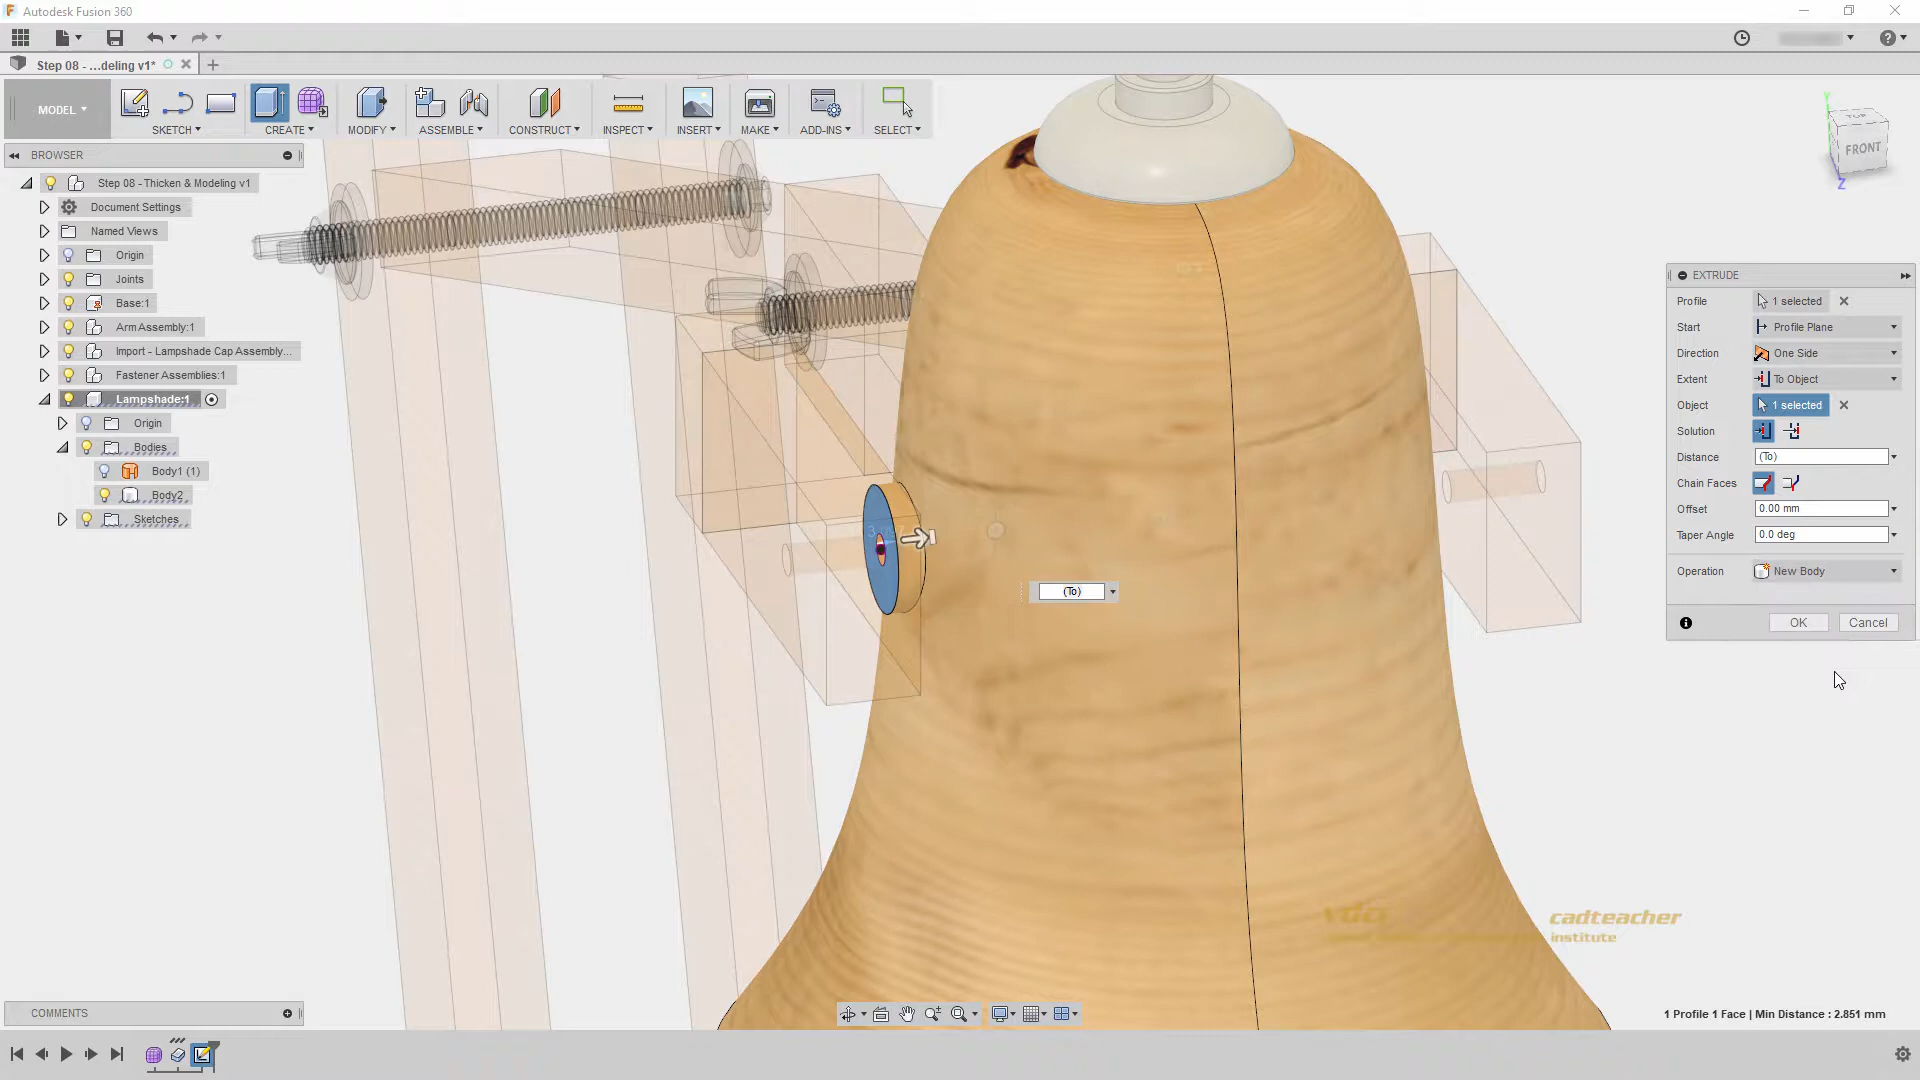 Autodesk Fusion 360
Step 08 - ...deling v1*
MODEL
SKETCH
CREATE
MODIFY
ASSEMBLE
CONSTRUCT
INSPECT
INSERT
MAKE
ADD-INS
SELECT
BROWSER
Step 08 - Thicken & Modeling v1
Document Settings
Named Views
Origin
Joints
Base:1
Arm Assembly:1
Import - Lampshade Cap Assembly...
Fastener Assemblies:1
Lampshade:1
Origin
Bodies
Body1 (1)
Body2
Sketches
Y
TOP
FRONT
Z
EXTRUDE
Profile 1 selected
Start Profile Plane
Direction One Side
Extent To Object
Object 1 selected
Solution
Distance (To)
Chain Faces
Offset 0.00 mm
Taper Angle 0.0 deg
Operation New Body
OK Cancel
(To)
cadteacher
institute
COMMENTS
1 Profile 1 Face | Min Distance : 2.851 mm